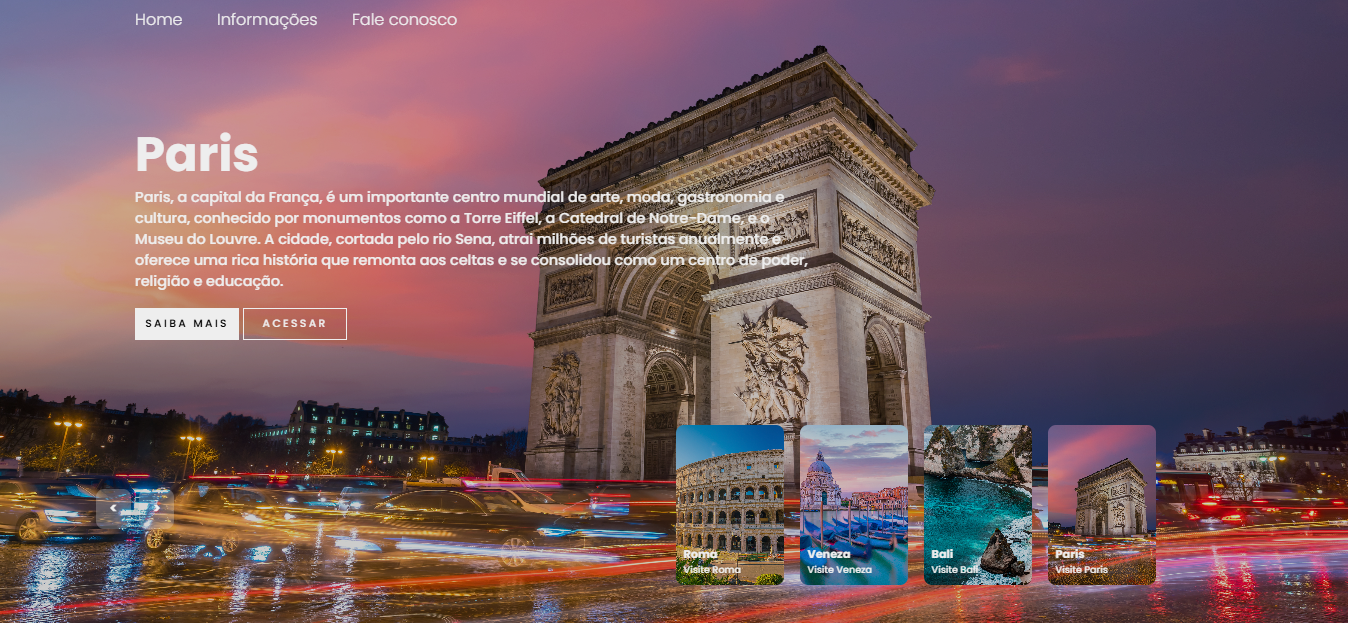 Home Informações Fale conosco
Paris
Paris, a capital da França, é um importante centro mundial de arte, moda, gastronomia e
cultura, conhecido por monumentos como a Torre Eiffel, a Catedral de Notre-Dame, e o
Museu do Louvre. A cidade, cortada pelo rio Sena, atrai milhões de turistas anualmente e
oferece uma rica história que remonta aos celtas e se consolidou como um centro de poder,
religião e educação.
SAIBA MAIS ACESSAR
‹ ›
Roma Veneza Bali Paris
Visite Roma Visite Veneza Visite Bali Visite Paris